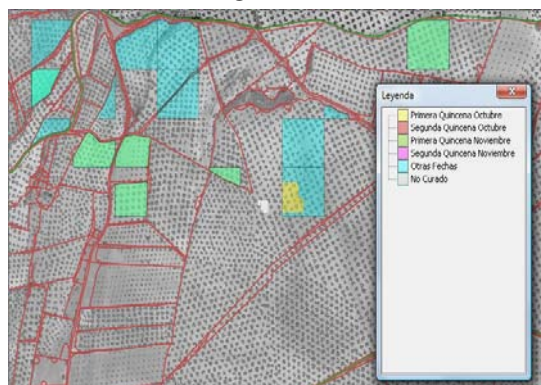 Leyenda
Primera Quincena Octubre
Segunda Quincena Octubre
Primera Quincena Noviembre
Segunda Quincena Noviembre
Otras Fechas
No Curado